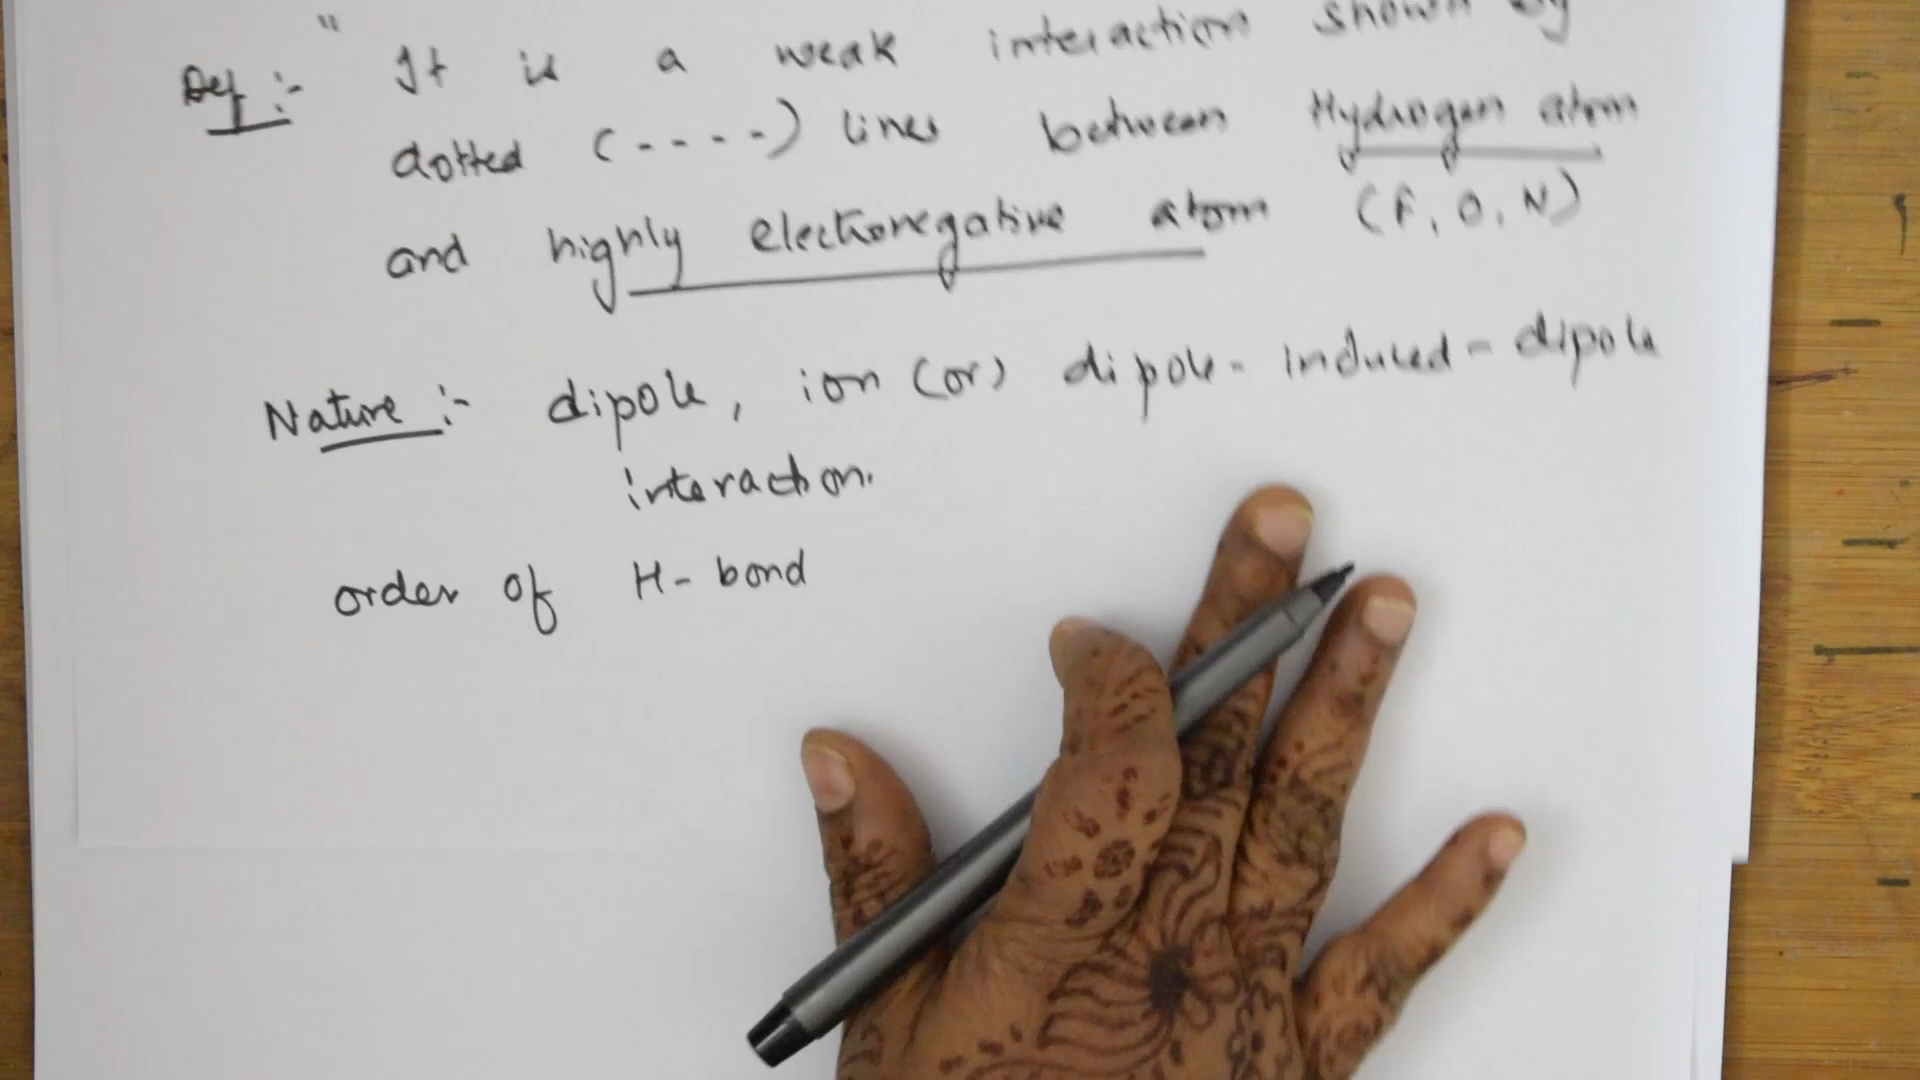 Def :- " It is a weak interaction shown by
dotted (----) lines between Hydrogen atom
and highly electronegative atom (F, O, N)
Nature :- dipole, ion (or) dipole - induced - dipole
interaction.
order of H- bond